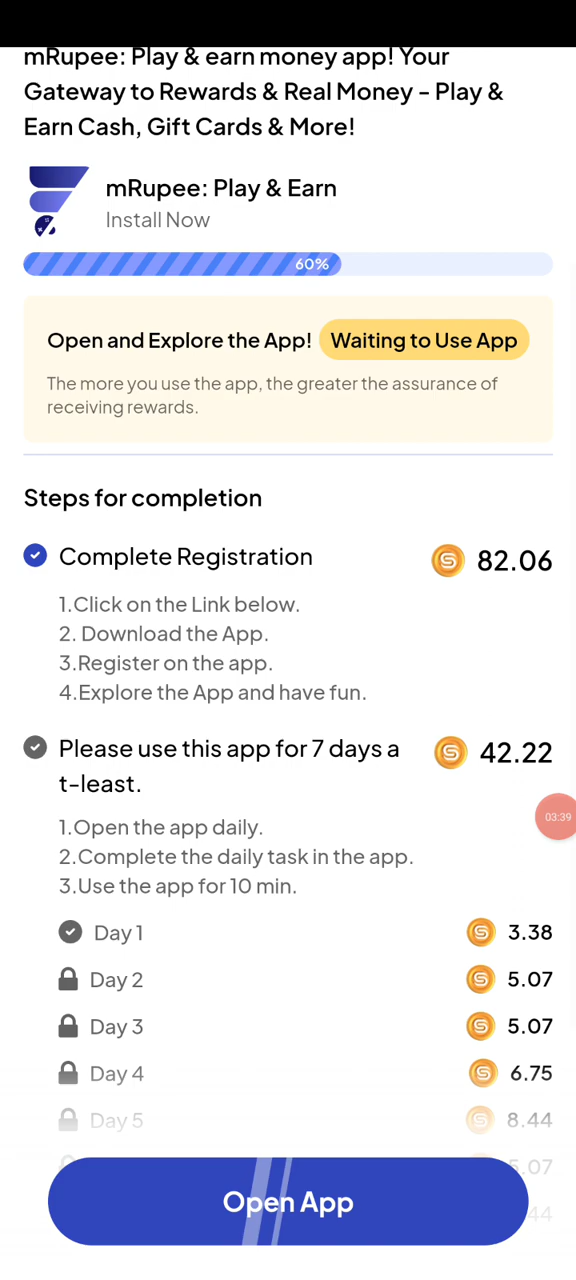 mRupee: Play & earn money app! Your
Gateway to Rewards & Real Money - Play &
Earn Cash, Gift Cards & More!
mRupee: Play & Earn
Install Now
60%
Open and Explore the App! Waiting to Use App
The more you use the app, the greater the assurance of
receiving rewards.
Steps for completion
Complete Registration 82.06
1.Click on the Link below.
2. Download the App.
3.Register on the app.
4.Explore the App and have fun.
Please use this app for 7 days a 42.22
t-least.
03:39
1.Open the app daily.
2.Complete the daily task in the app.
3.Use the app for 10 min.
Day 1 3.38
Day 2 5.07
Day 3 5.07
Day 4 6.75
Day 5 8.44
5.07
Open App
44